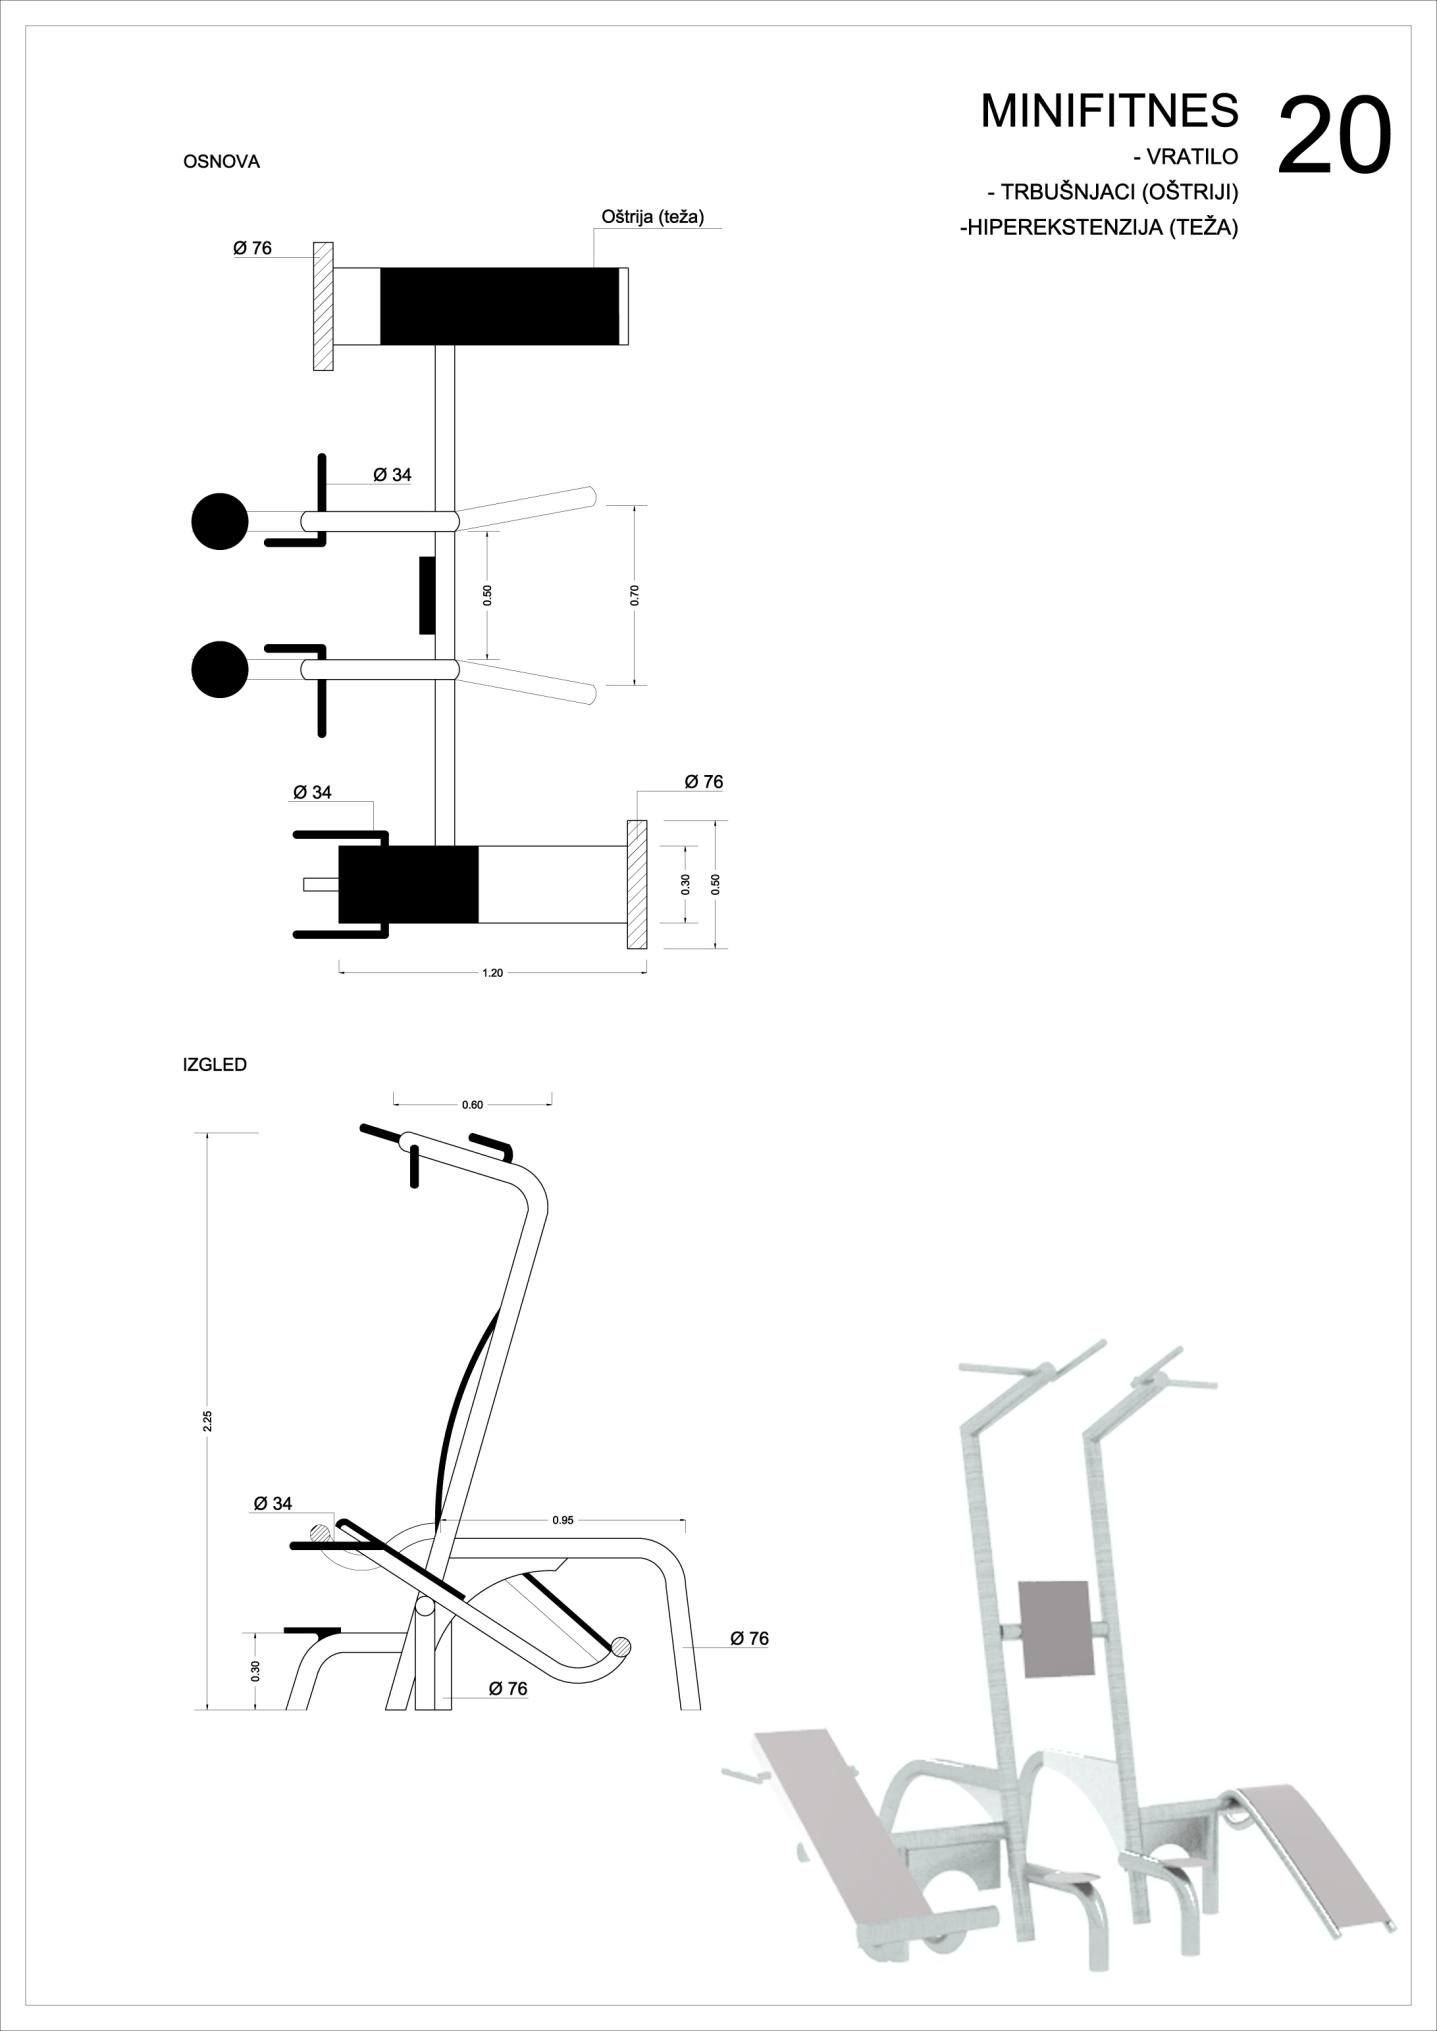 MINIFITNES
20
- VRATILO
- TRBUŠNJACI (OŠTRIJI)
-HIPEREKSTENZIJA (TEŽA)
OSNOVA
Oštrija (teža)
Ø 76
Ø 34
0.50
0.70
Ø 76
Ø 34
0.30
0.50
1.20
IZGLED
0.60
2.25
Ø 34
0.95
Ø 76
0.30
Ø 76